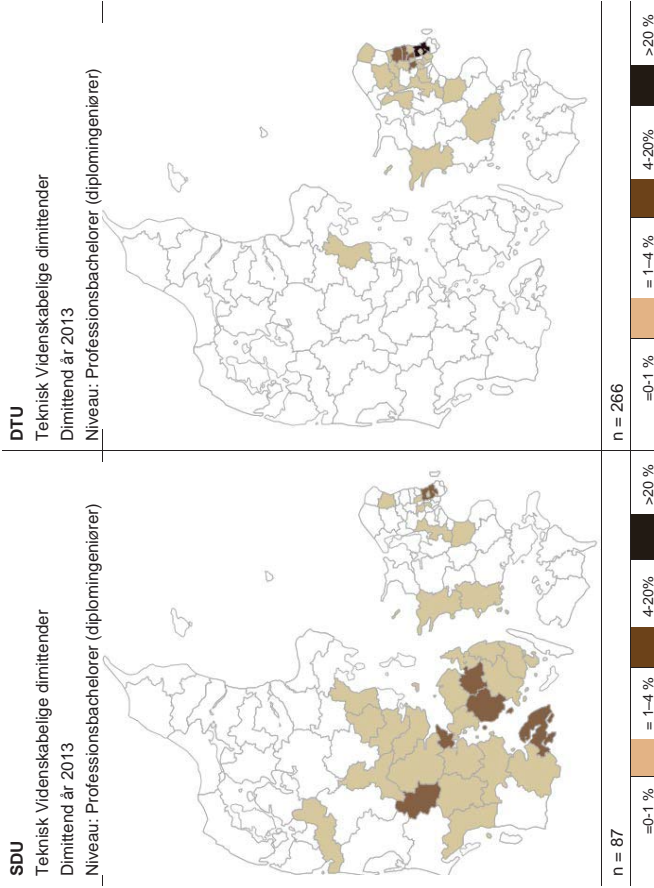 SDU
Teknisk Videnskabelige dimittender
Dimittend år 2013
Niveau: Professionsbachelorer (diplomingeniører)
n = 87
=0-1 %
= 1–4 %
4-20%
>20 %
DTU
Teknisk Videnskabelige dimittender
Dimittend år 2013
Niveau: Professionsbachelorer (diplomingeniører)
n = 266
=0-1 %
= 1–4 %
4-20%
>20 %